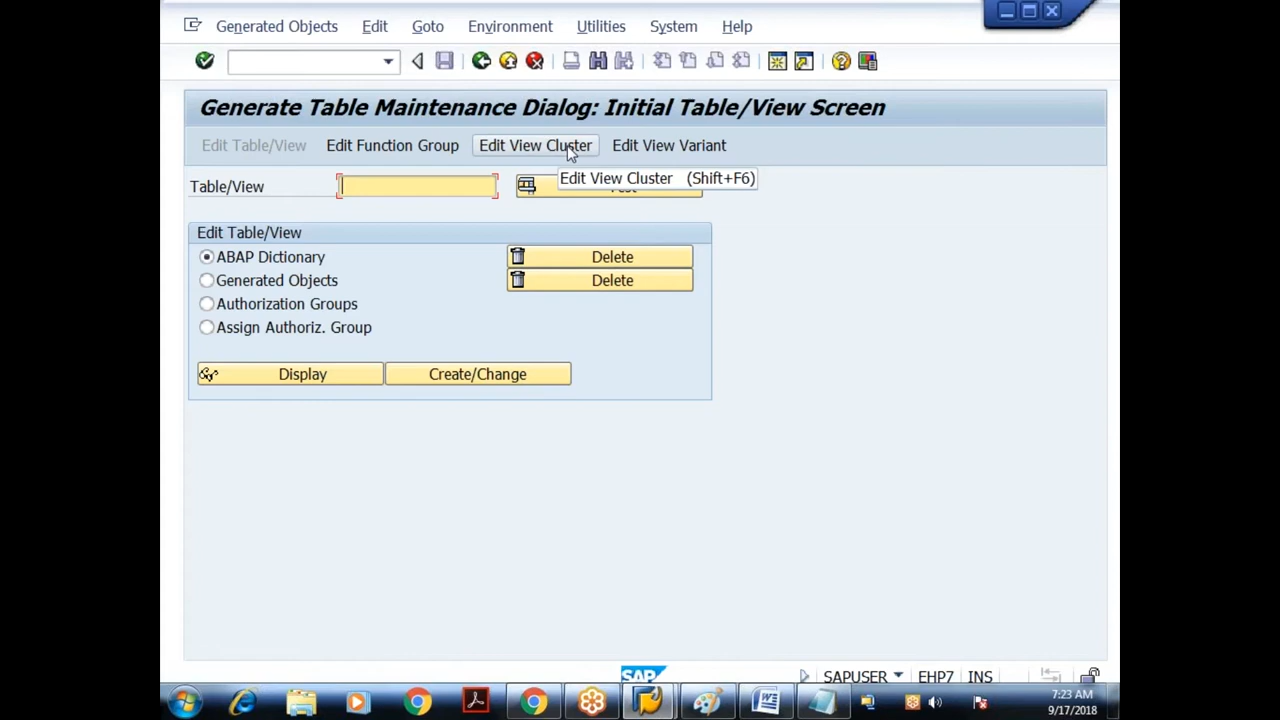 Generated Objects Edit Goto Environment Utilities System Help
Generate Table Maintenance Dialog: Initial Table/View Screen
Edit Table/View Edit Function Group Edit View Cluster Edit View Variant
Edit View Cluster (Shift+F6)
Table/View
Edit Table/View
ABAP Dictionary Delete
Generated Objects Delete
Authorization Groups
Assign Authoriz. Group
Display Create/Change
SAP SAPUSER EHP7 INS
7:23 AM
9/17/2018